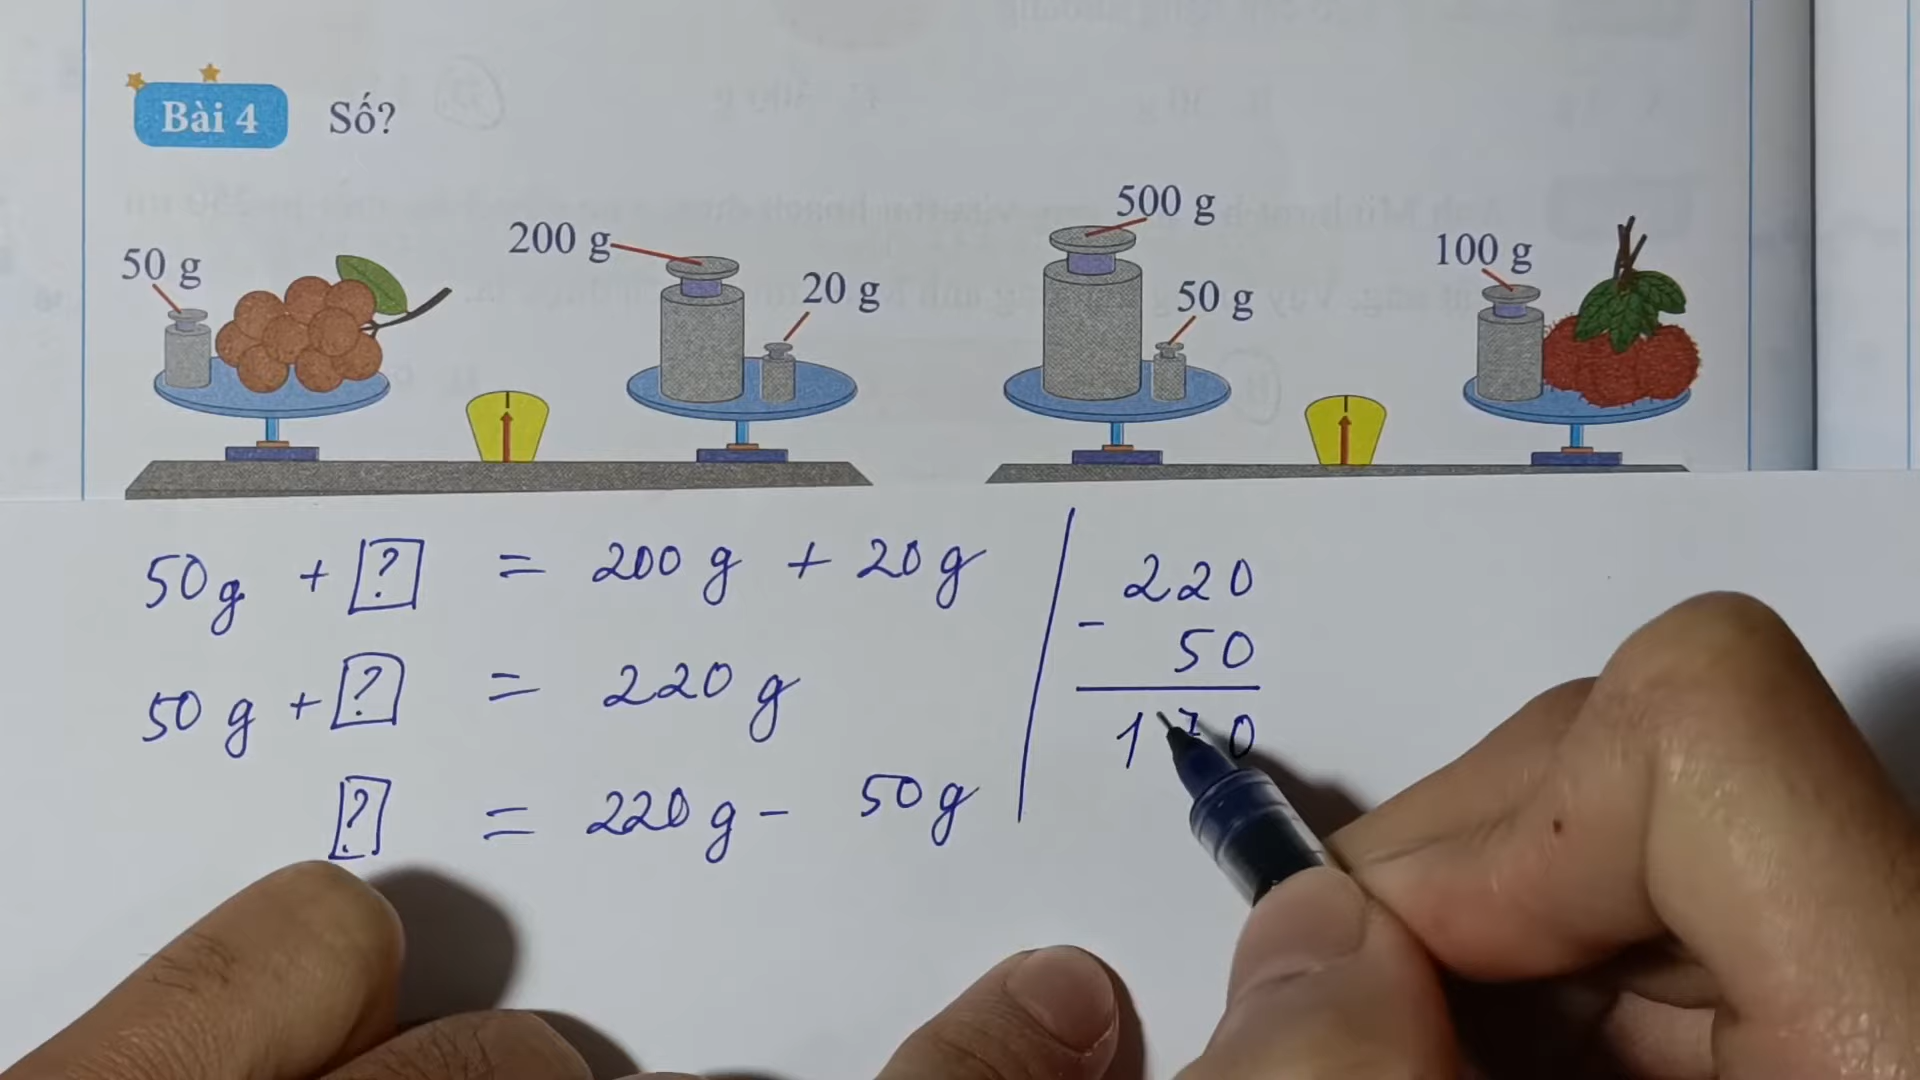 Bài 4 Số?
50 g
200 g
20 g
500 g
50 g
100 g
50g + ? = 200 g + 20 g
50 g + ? = 220 g
? = 220 g - 50 g
220
- 50
170